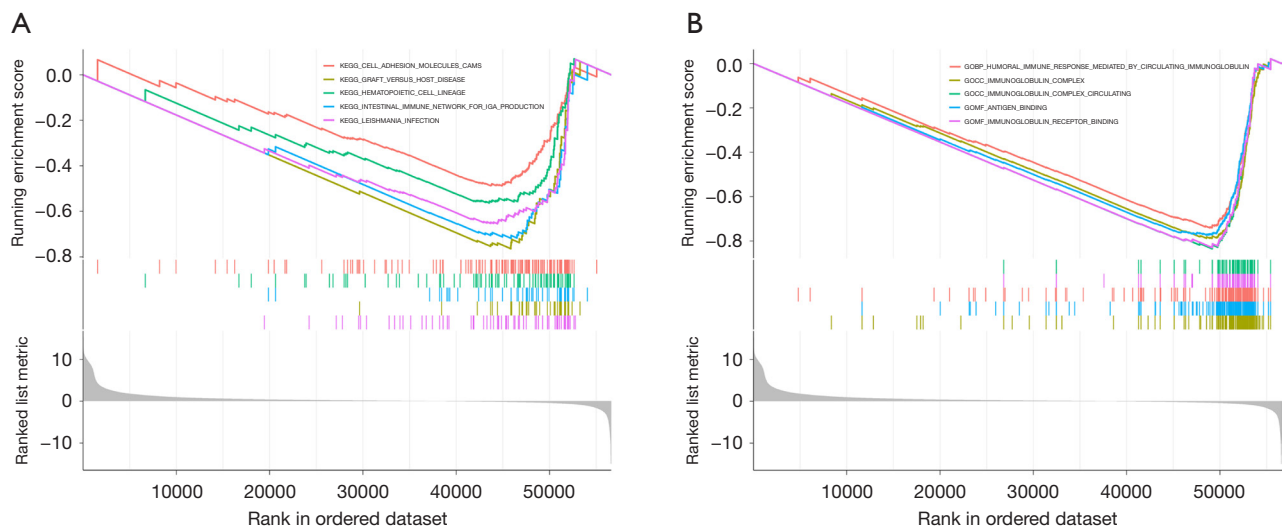 A
0.0
−0.2
−0.4
−0.6
−0.8
Running enrichment score
KEGG_CELL_ADHESION_MOLECULES_CAMS
KEGG_GRAFT_VERSUS_HOST_DISEASE
KEGG_HEMATOPOIETIC_CELL_LINEAGE
KEGG_INTESTINAL_IMMUNE_NETWORK_FOR_IGA_PRODUCTION
KEGG_LEISHMANIA_INFECTION
10
0
−10
Ranked list metric
10000 20000 30000 40000 50000
Rank in ordered dataset
B
0.0
−0.2
−0.4
−0.6
−0.8
Running enrichment score
GOBP_HUMORAL_IMMUNE_RESPONSE_MEDIATED_BY_CIRCULATING_IMMUNOGLOBULIN
GOCC_IMMUNOGLOBULIN_COMPLEX
GOCC_IMMUNOGLOBULIN_COMPLEX_CIRCULATING
GOMF_ANTIGEN_BINDING
GOMF_IMMUNOGLOBULIN_RECEPTOR_BINDING
10
0
−10
Ranked list metric
10000 20000 30000 40000 50000
Rank in ordered dataset